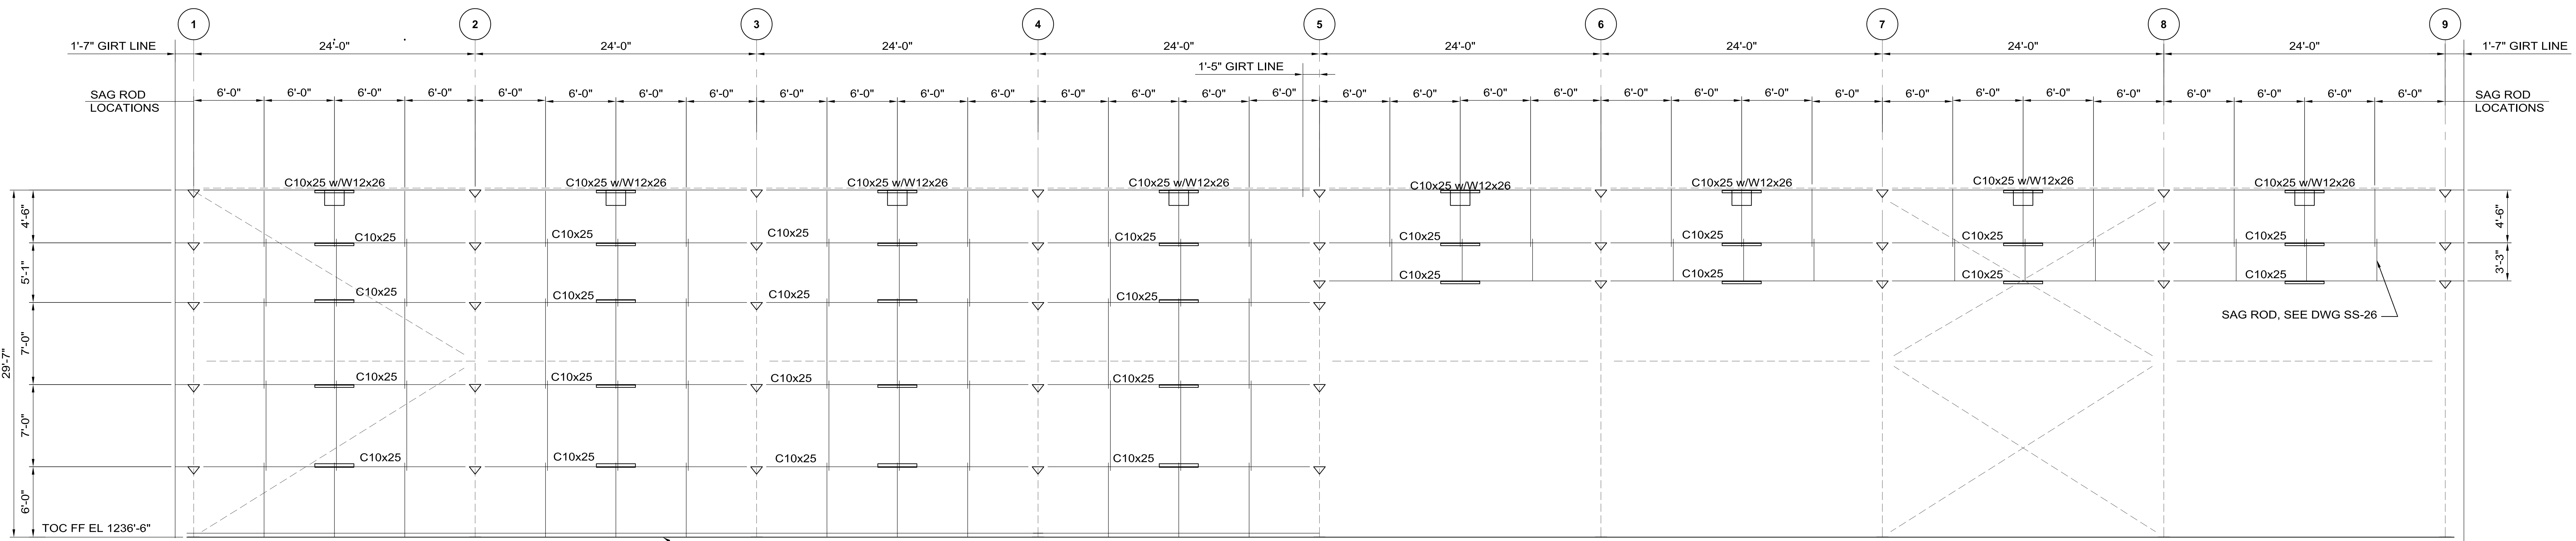 1 2 3 4 5 6 7 8 9
1'-7" GIRT LINE 24'-0" 24'-0" 24'-0" 24'-0" 24'-0" 24'-0" 24'-0" 24'-0" 1'-7" GIRT LINE
1'-5" GIRT LINE
SAG ROD
LOCATIONS
6'-0" 6'-0" 6'-0" 6'-0" 6'-0" 6'-0" 6'-0" 6'-0" 6'-0" 6'-0" 6'-0" 6'-0" 6'-0" 6'-0" 6'-0" 6'-0" 6'-0" 6'-0" 6'-0" 6'-0" 6'-0" 6'-0" 6'-0" 6'-0" 6'-0" 6'-0" 6'-0" 6'-0" 6'-0" 6'-0" 6'-0" 6'-0"
SAG ROD
LOCATIONS
C10x25 w/W12x26 C10x25 w/W12x26 C10x25 w/W12x26 C10x25 w/W12x26 C10x25 w/W12x26 C10x25 w/W12x26 C10x25 w/W12x26 C10x25 w/W12x26
4'-6" 4'-6"
C10x25 C10x25 C10x25 C10x25 C10x25 C10x25 C10x25 C10x25
5'-1" 3'-3"
C10x25 C10x25 C10x25 C10x25 C10x25 C10x25 C10x25 C10x25
SAG ROD, SEE DWG SS-26
7'-0"
29'-7"
C10x25 C10x25 C10x25 C10x25
7'-0"
C10x25 C10x25 C10x25 C10x25
6'-0"
TOC FF EL 1236'-6"